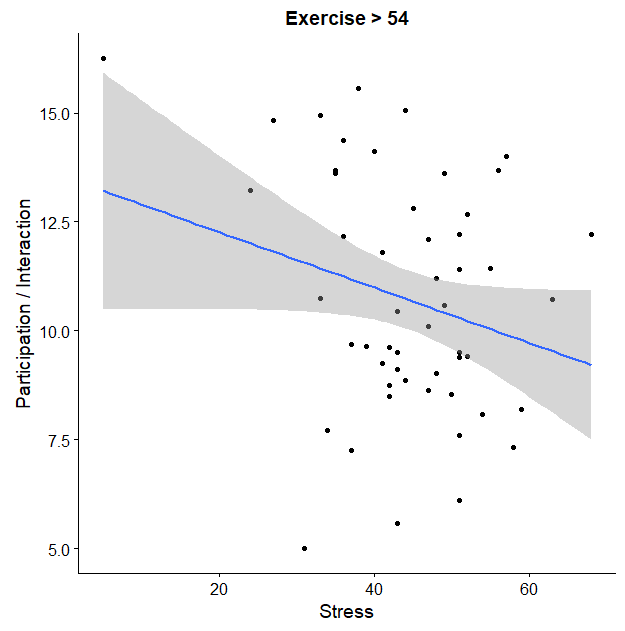 Exercise > 54
Participation / Interaction
15.0
12.5
10.0
7.5
5.0
20 40 60
Stress